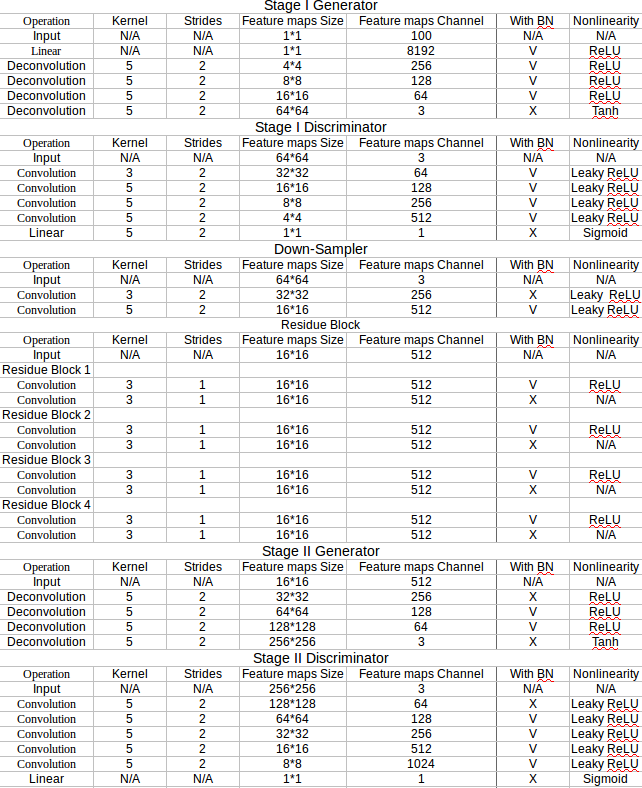 Stage I Generator
Operation Kernel Strides Feature maps Size Feature maps Channel With BN Nonlinearity
Input N/A N/A 1*1 100 N/A N/A
Linear N/A N/A 1*1 8192 V ReLU
Deconvolution 5 2 4*4 256 V ReLU
Deconvolution 5 2 8*8 128 V ReLU
Deconvolution 5 2 16*16 64 V ReLU
Deconvolution 5 2 64*64 3 X Tanh
Stage I Discriminator
Operation Kernel Strides Feature maps Size Feature maps Channel With BN Nonlinearity
Input N/A N/A 64*64 3 N/A N/A
Convolution 3 2 32*32 64 V Leaky ReLU
Convolution 5 2 16*16 128 V Leaky ReLU
Convolution 5 2 8*8 256 V Leaky ReLU
Convolution 5 2 4*4 512 V Leaky ReLU
Linear 5 2 1*1 1 X Sigmoid
Down-Sampler
Operation Kernel Strides Feature maps Size Feature maps Channel With BN Nonlinearity
Input N/A N/A 64*64 3 N/A N/A
Convolution 3 2 32*32 256 X Leaky ReLU
Convolution 5 2 16*16 512 V Leaky ReLU
Residue Block
Operation Kernel Strides Feature maps Size Feature maps Channel With BN Nonlinearity
Input N/A N/A 16*16 512 N/A N/A
Residue Block 1
Convolution 3 1 16*16 512 V ReLU
Convolution 3 1 16*16 512 X N/A
Residue Block 2
Convolution 3 1 16*16 512 V ReLU
Convolution 3 1 16*16 512 X N/A
Residue Block 3
Convolution 3 1 16*16 512 V ReLU
Convolution 3 1 16*16 512 X N/A
Residue Block 4
Convolution 3 1 16*16 512 V ReLU
Convolution 3 1 16*16 512 X N/A
Stage II Generator
Operation Kernel Strides Feature maps Size Feature maps Channel With BN Nonlinearity
Input N/A N/A 16*16 512 N/A N/A
Deconvolution 5 2 32*32 256 X ReLU
Deconvolution 5 2 64*64 128 V ReLU
Deconvolution 5 2 128*128 64 V ReLU
Deconvolution 5 2 256*256 3 X Tanh
Stage II Discriminator
Operation Kernel Strides Feature maps Size Feature maps Channel With BN Nonlinearity
Input N/A N/A 256*256 3 N/A N/A
Convolution 5 2 128*128 64 X Leaky ReLU
Convolution 5 2 64*64 128 V Leaky ReLU
Convolution 5 2 32*32 256 V Leaky ReLU
Convolution 5 2 16*16 512 V Leaky ReLU
Convolution 5 2 8*8 1024 V Leaky ReLU
Linear N/A N/A 1*1 1 X Sigmoid